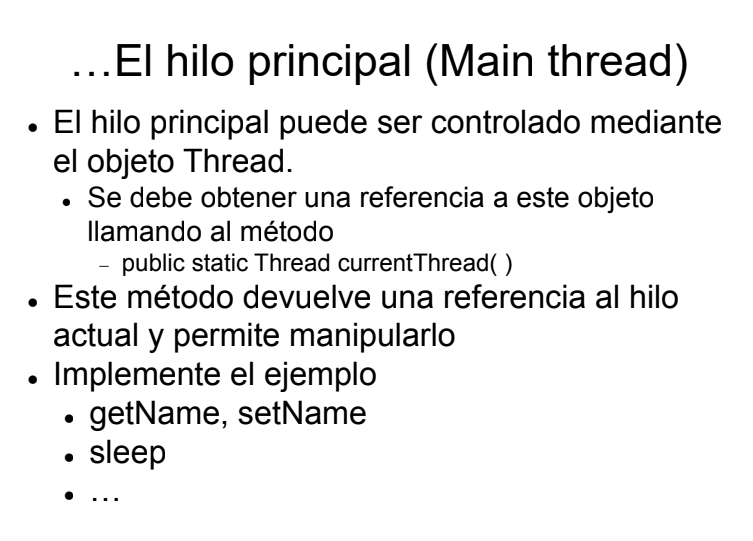 …El hilo principal (Main thread)
● El hilo principal puede ser controlado mediante
el objeto Thread.
● Se debe obtener una referencia a este objeto
llamando al método
– public static Thread currentThread( )
● Este método devuelve una referencia al hilo
actual y permite manipularlo
● Implemente el ejemplo
● getName, setName
● sleep
● …